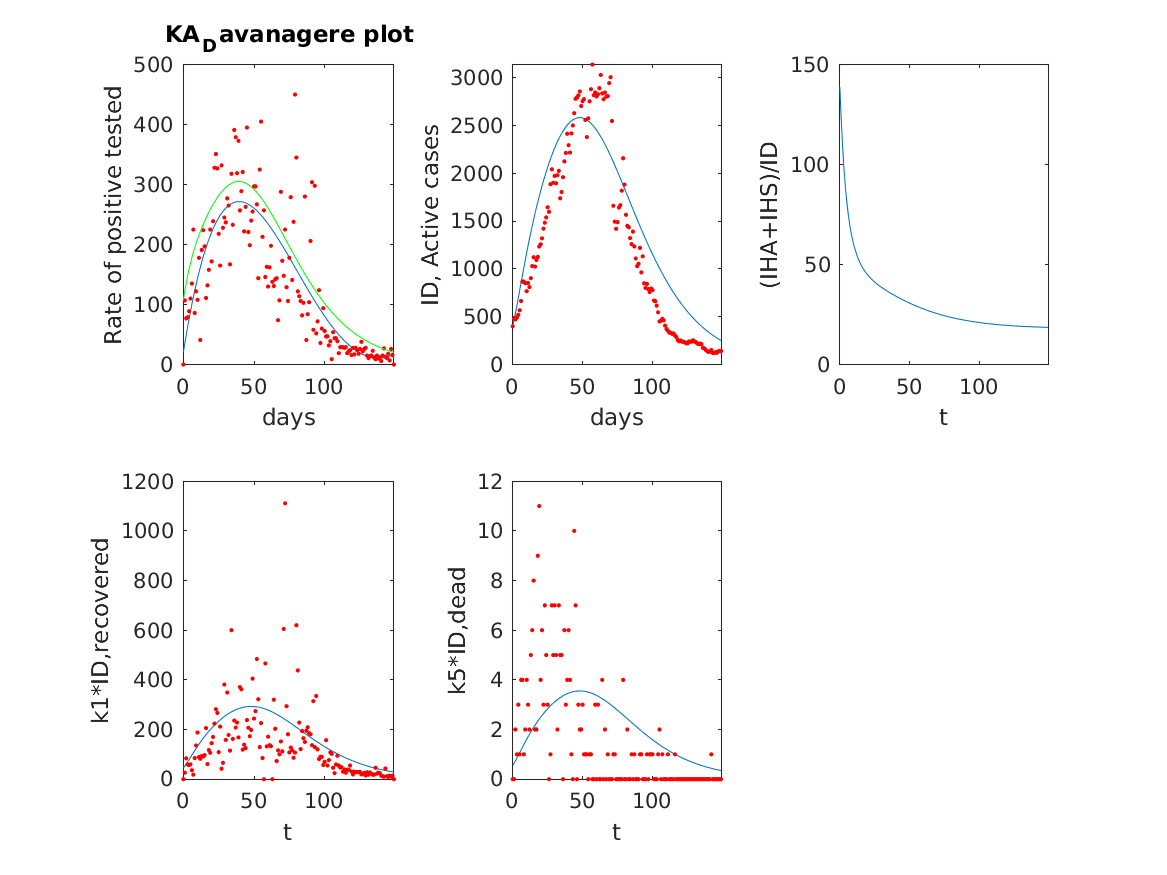 KA_Davanagere plot
500
400
300
200
100
0
0 50 100
Rate of positive tested
days
3000
2500
2000
1500
1000
500
0
0 50 100
ID, Active cases
days
150
100
50
0
0 50 100
(IHA+IHS)/ID
t
1200
1000
800
600
400
200
0
0 50 100
k1*ID,recovered
t
12
10
8
6
4
2
0
0 50 100
k5*ID,dead
t